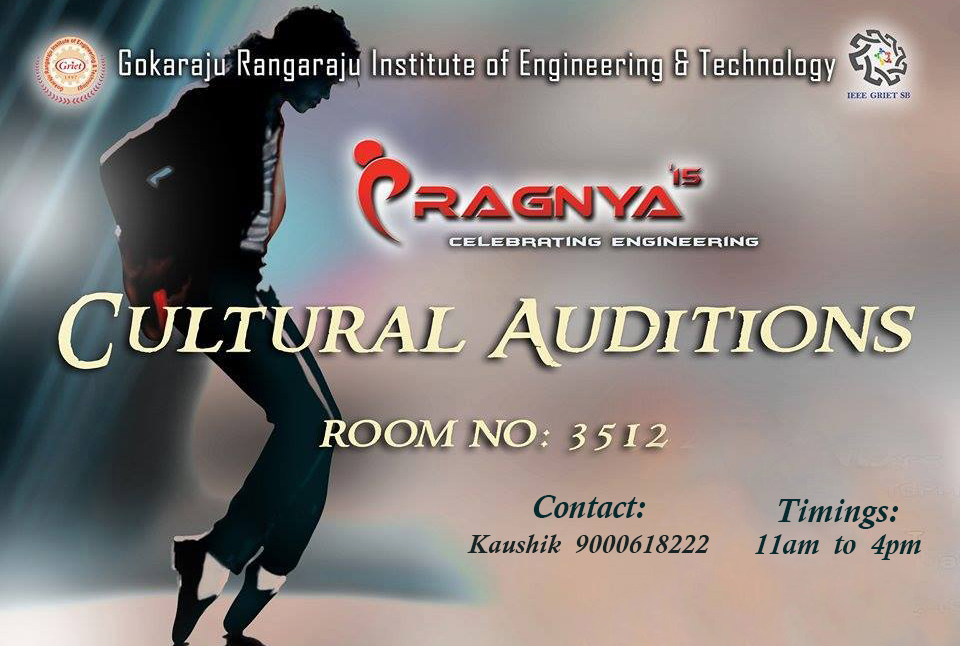 Gokaraju Rangaraju Institute of Engineering & Technology
Griet
IEEE GRIET SB
PRAGNYA'15
CELEBRATING ENGINEERING
CULTURAL AUDITIONS
ROOM NO: 3512
Contact:
Kaushik 9000618222
Timings:
11am to 4pm